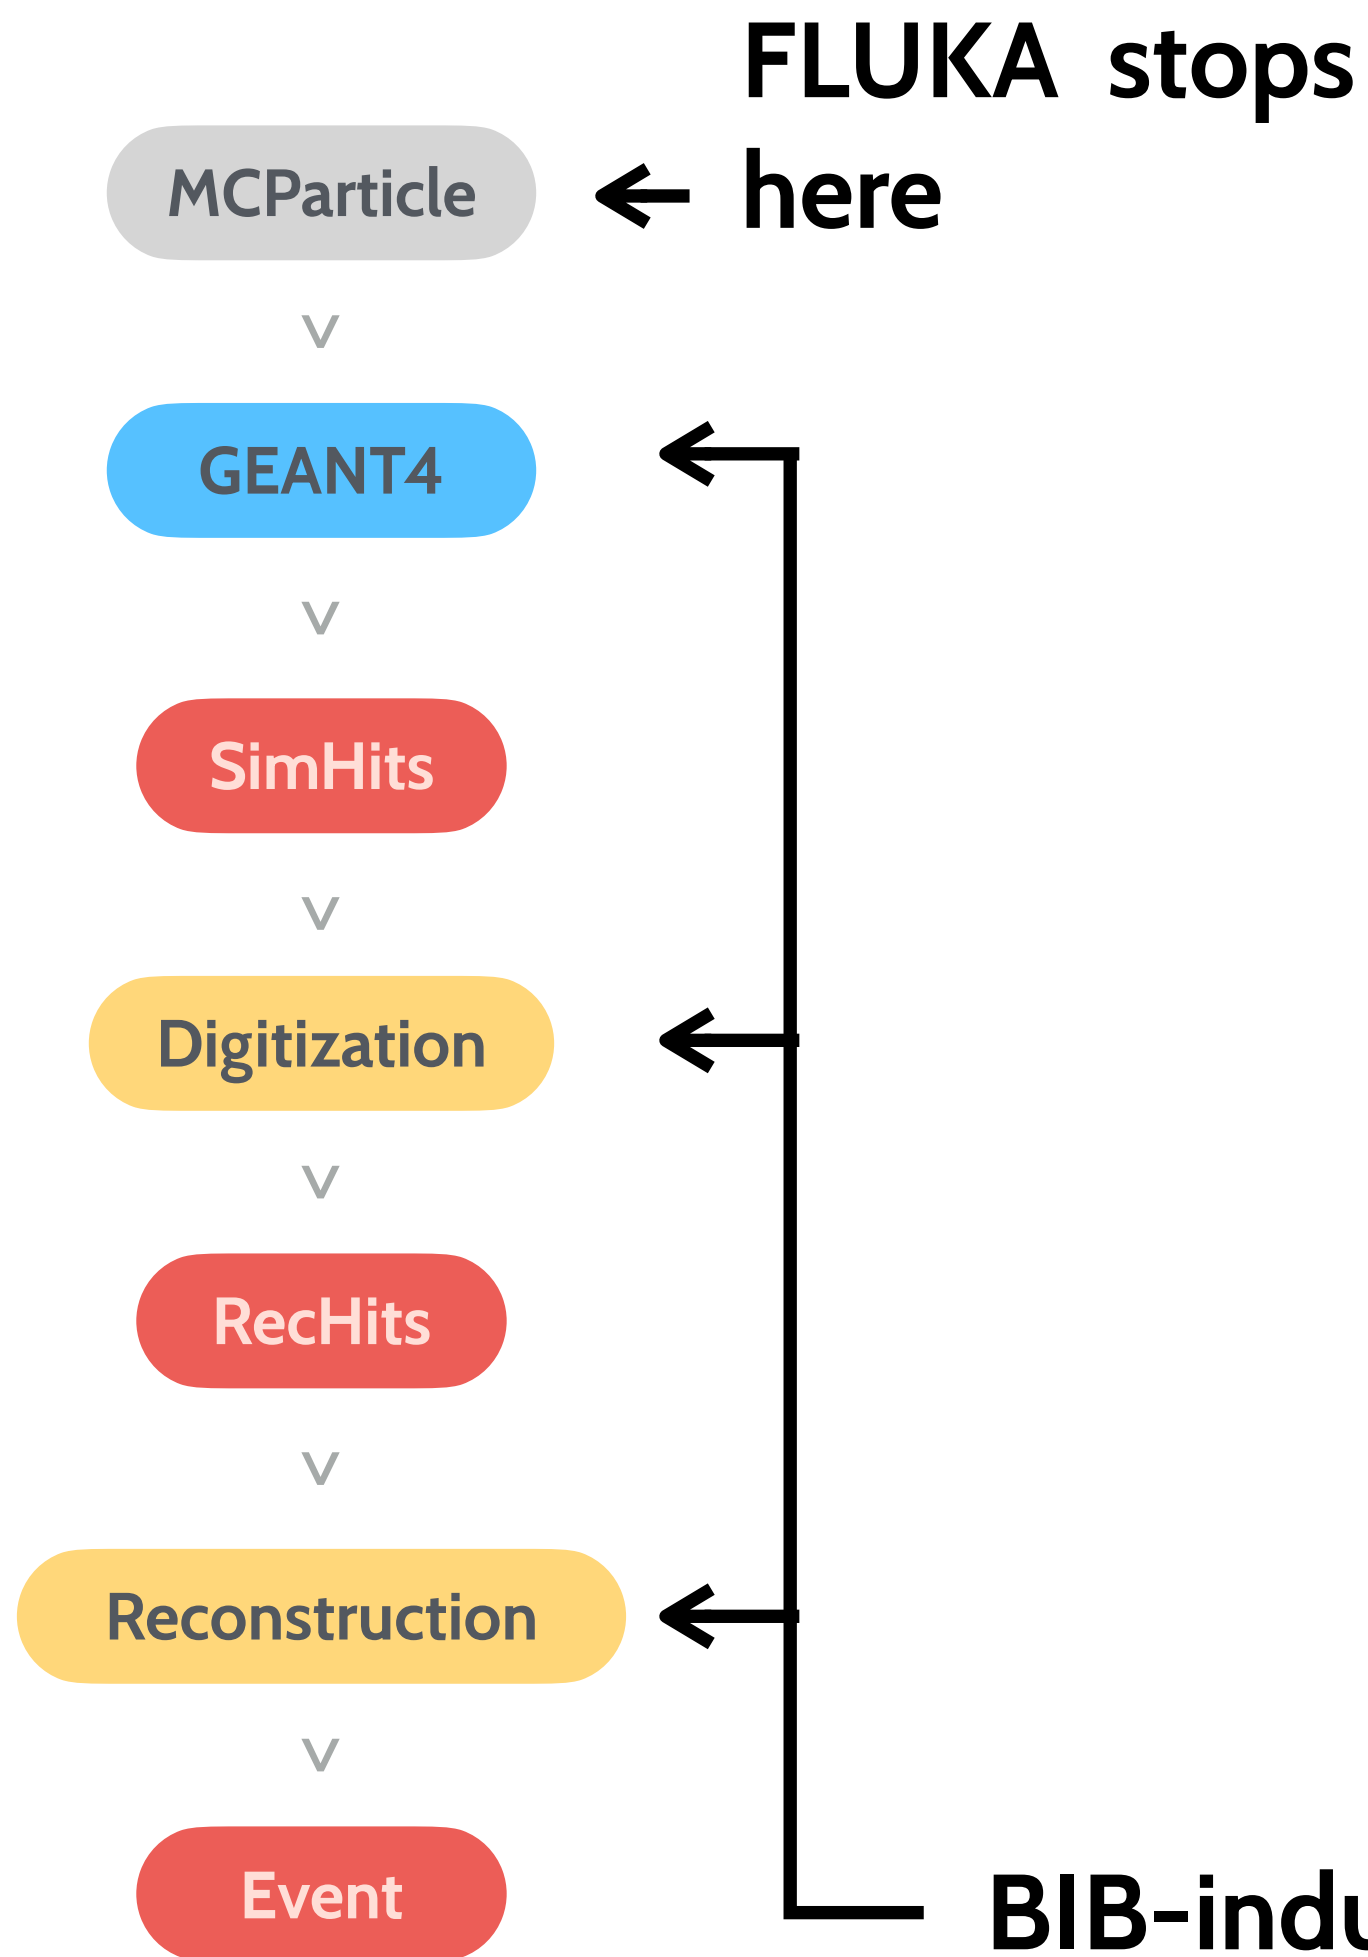 FLUKA stops
here
MCParticle
GEANT4
SimHits
Digitization
RecHits
Reconstruction
Event